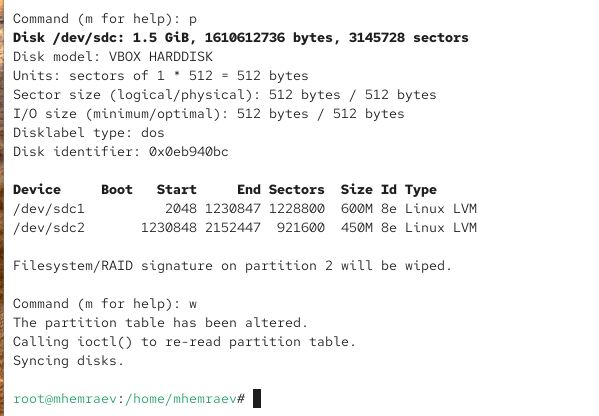 Command (m for help): p
Disk /dev/sdc: 1.5 GiB, 1610612736 bytes, 3145728 sectors
Disk model: VBOX HARDDISK
Units: sectors of 1 * 512 = 512 bytes
Sector size (logical/physical): 512 bytes / 512 bytes
I/O size (minimum/optimal): 512 bytes / 512 bytes
Disklabel type: dos
Disk identifier: 0x0eb940bc
Device Boot Start End Sectors Size Id Type
/dev/sdc1 2048 1230847 1228800 600M 8e Linux LVM
/dev/sdc2 1230848 2152447 921600 450M 8e Linux LVM
Filesystem/RAID signature on partition 2 will be wiped.
Command (m for help): w
The partition table has been altered.
Calling ioctl() to re-read partition table.
Syncing disks.
root@mhemraev:/home/mhemraev#